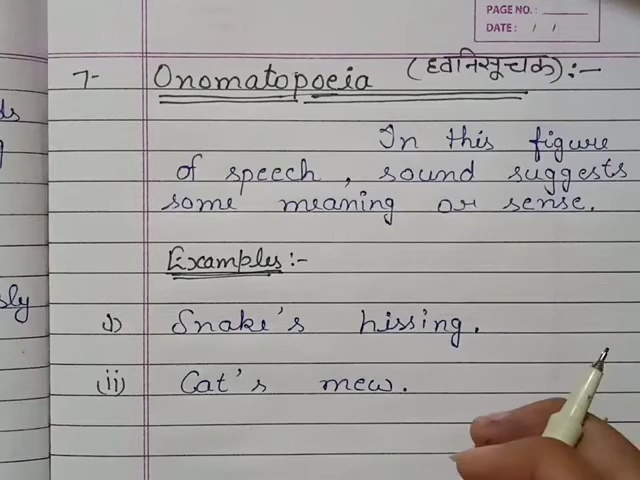 PAGE NO.:
DATE: / /
7- Onomatopoeia (ध्वनिसूचक):-
In this figure
of speech, sound suggests
some meaning or sense.
Examples:-
i) Snake's hissing.
(ii) Cat's mew.